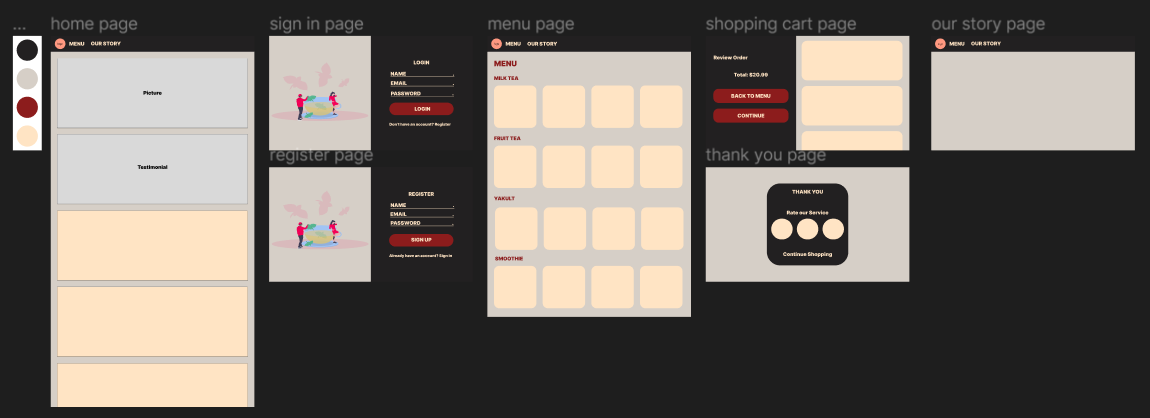 ...
home page
MENU OUR STORY
Picture
Testimonial
sign in page
LOGIN
NAME
EMAIL
PASSWORD
LOGIN
Don't have an account? Register
register page
REGISTER
NAME
EMAIL
PASSWORD
SIGN UP
Already have an account? Sign in
menu page
MENU OUR STORY
MENU
MILK TEA
FRUIT TEA
YAKULT
SMOOTHIE
shopping cart page
Review Order
Total: $20.99
BACK TO MENU
CONTINUE
thank you page
THANK YOU
Rate our Service
Continue Shopping
our story page
MENU OUR STORY